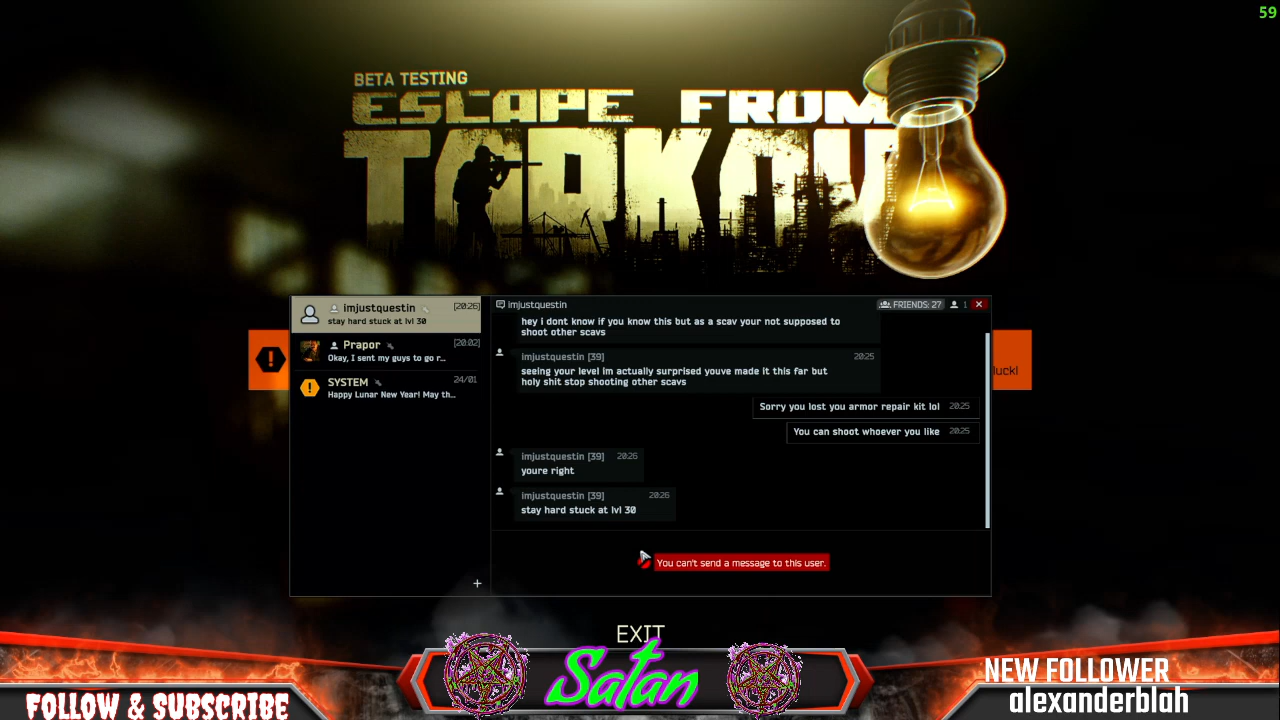 59
BETA TESTING
ESCAPE FROM
TARKOV
imjustquestin [20:26]
stay hard stuck at lvl 30
Prapor [20:02]
Okay, I sent my guys to go r...
SYSTEM 24/01
Happy Lunar New Year! May th...
+
imjustquestin
FRIENDS: 27
1
hey i dont know if you know this but as a scav your not supposed to
shoot other scavs
imjustquestin [39] 20:25
seeing your level im actually surprised youve made it this far but
holy shit stop shooting other scavs
Sorry you lost you armor repair kit lol 20:25
You can shoot whoever you like 20:25
imjustquestin [39] 20:26
youre right
imjustquestin [39] 20:26
stay hard stuck at lvl 30
You can't send a message to this user.
luck!
EXIT
Satan
FOLLOW & SUBSCRIBE
NEW FOLLOWER
alexanderblah